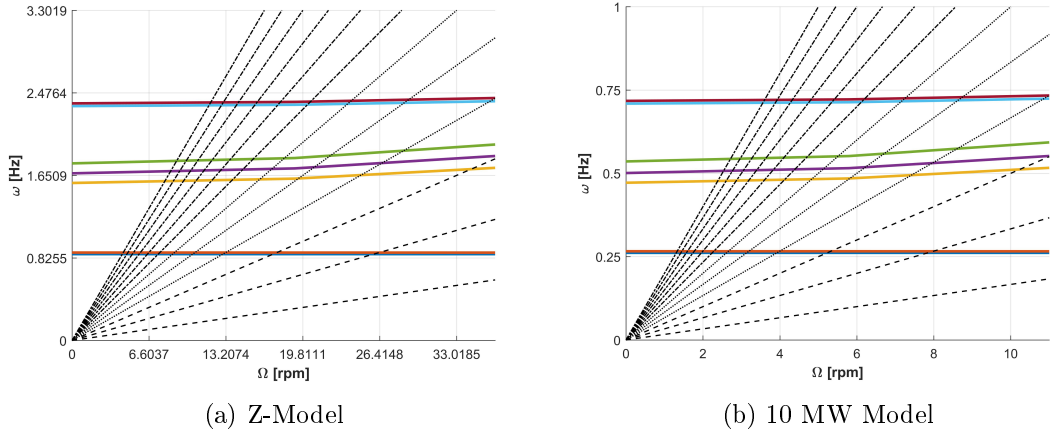 3.3019
2.4764
1.6509
0.8255
0
ω [Hz]
0 6.6037 13.2074 19.8111 26.4148 33.0185
Ω [rpm]
(a) Z-Model
1
0.75
0.5
0.25
0
ω [Hz]
0 2 4 6 8 10
Ω [rpm]
(b) 10 MW Model